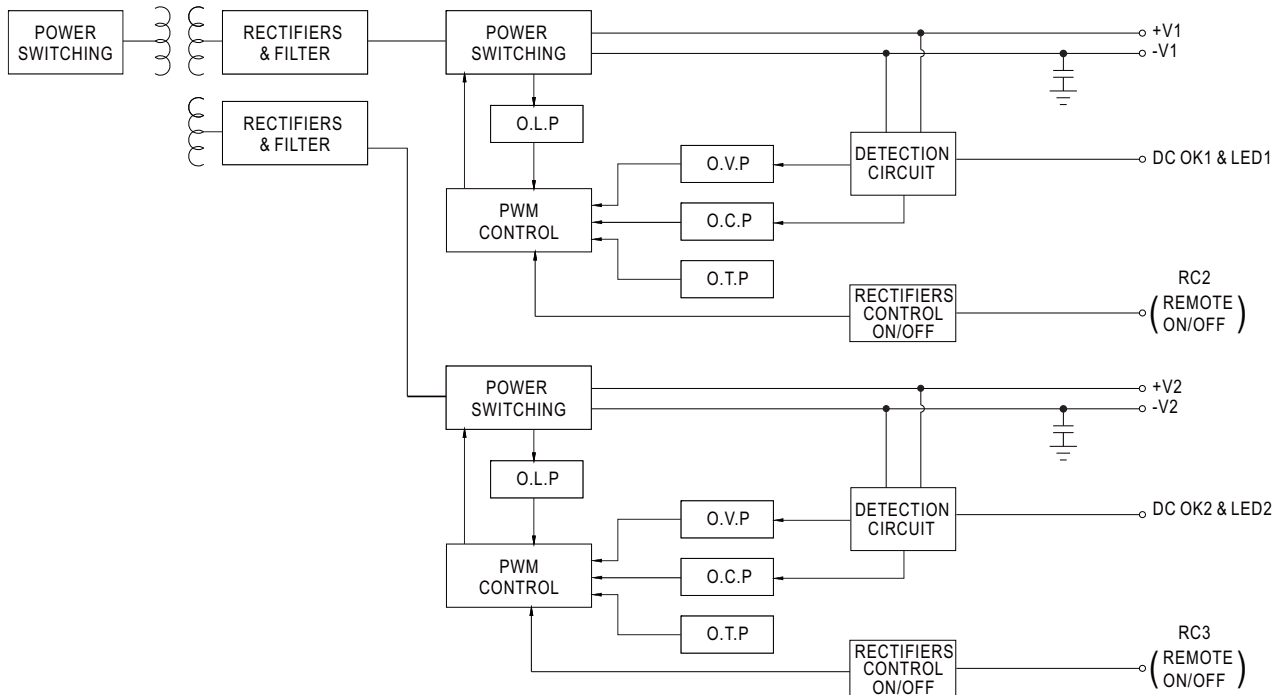 POWER
SWITCHING
RECTIFIERS
& FILTER
POWER
SWITCHING
+V1
-V1
RECTIFIERS
& FILTER
O.L.P
O.V.P
DETECTION
CIRCUIT
DC OK1 & LED1
PWM
CONTROL
O.C.P
O.T.P
RECTIFIERS
CONTROL
ON/OFF
RC2
(REMOTE
ON/OFF)
POWER
SWITCHING
+V2
-V2
O.L.P
O.V.P
DETECTION
CIRCUIT
DC OK2 & LED2
PWM
CONTROL
O.C.P
O.T.P
RECTIFIERS
CONTROL
ON/OFF
RC3
(REMOTE
ON/OFF)